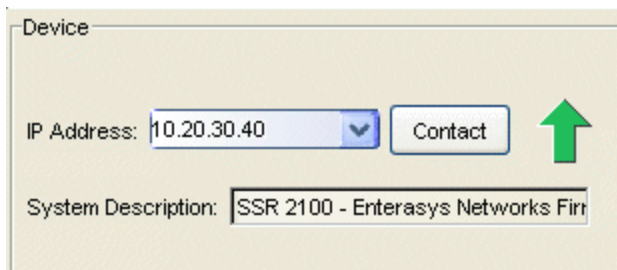 Device
IP Address: 10.20.30.40 Contact
System Description: SSR 2100 - Enterasys Networks Firr